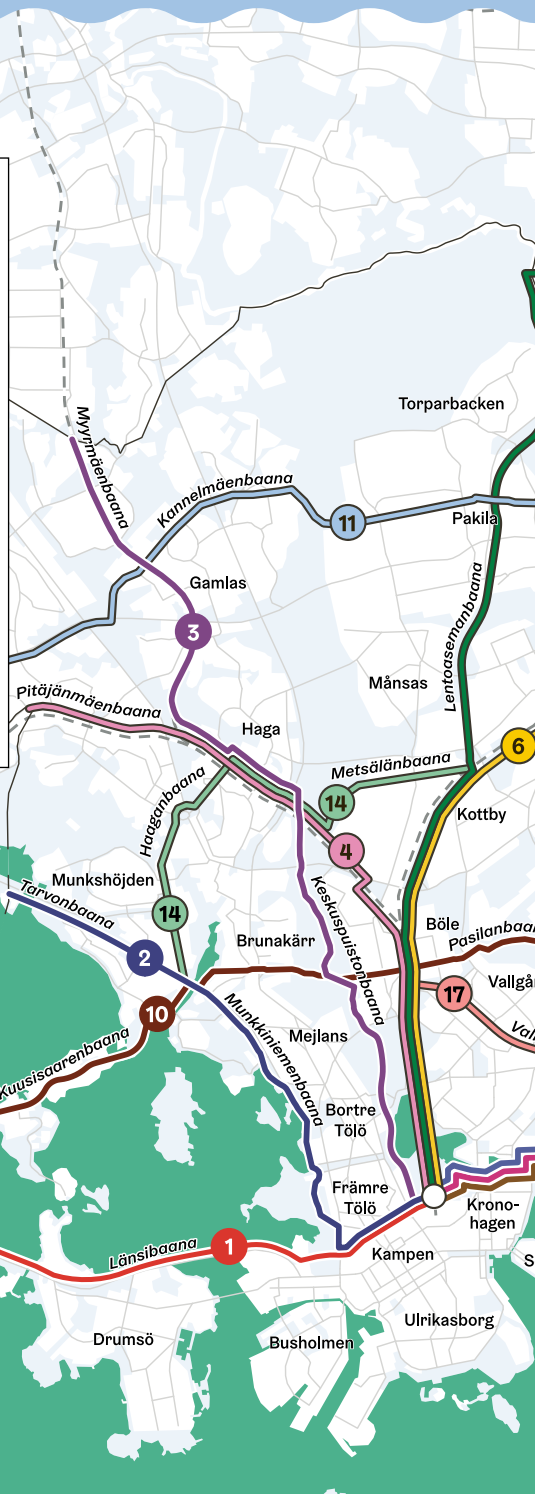 Torparbacken
Myyrmäenbaana
Kannelmäenbaana
11
Pakila
Gamlas
Lentoasemanbaana
3
Månsas
Pitäjänmäenbaana
Haga
6
Metsälänbaana
Haaganbaana
14
Kottby
4
Munkshöjden
Keskuspuistonbaana
Tarvonbaana
14
Böle
Brunakärr
Pasilanbaan
2
Vallgå
17
10
Munkkiniemenbaana
Kuusisaarenbaana
Mejlans
Val
Bortre
Tölö
Främre
Tölö
Krono-
hagen
Länsibaana
1
Kampen
S
Ulrikasborg
Drumsö
Busholmen